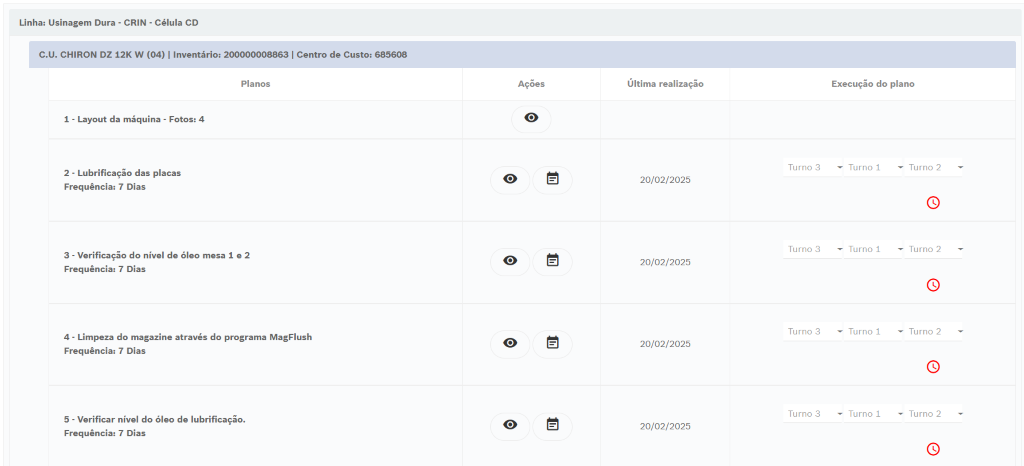 Linha: Usinagem Dura - CRIN - Célula CD
C.U. CHIRON DZ 12K W (04) | Inventário: 200000008863 | Centro de Custo: 685608
Planos Ações Última realização Execução do plano
1 - Layout da máquina - Fotos: 4
2 - Lubrificação das placas
Frequência: 7 Dias
20/02/2025
Turno 3 Turno 1 Turno 2
3 - Verificação do nível de óleo mesa 1 e 2
Frequência: 7 Dias
20/02/2025
Turno 3 Turno 1 Turno 2
4 - Limpeza do magazine através do programa MagFlush
Frequência: 7 Dias
20/02/2025
Turno 3 Turno 1 Turno 2
5 - Verificar nível do óleo de lubrificação.
Frequência: 7 Dias
20/02/2025
Turno 3 Turno 1 Turno 2